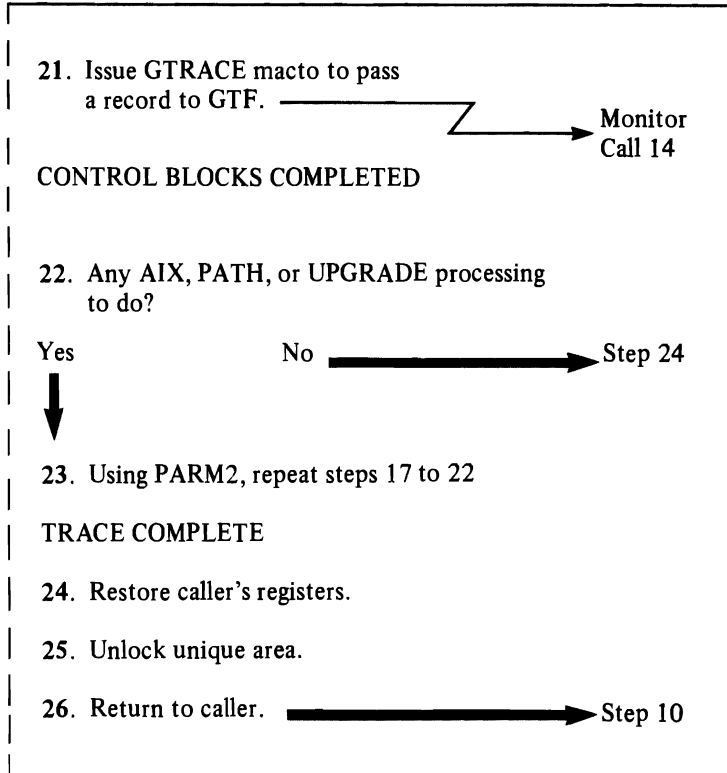 21. Issue GTRACE macto to pass
a record to GTF.
Monitor
Call 14
CONTROL BLOCKS COMPLETED
22. Any AIX, PATH, or UPGRADE processing
to do?
Yes No Step 24
23. Using PARM2, repeat steps 17 to 22
TRACE COMPLETE
24. Restore caller's registers.
25. Unlock unique area.
26. Return to caller. Step 10